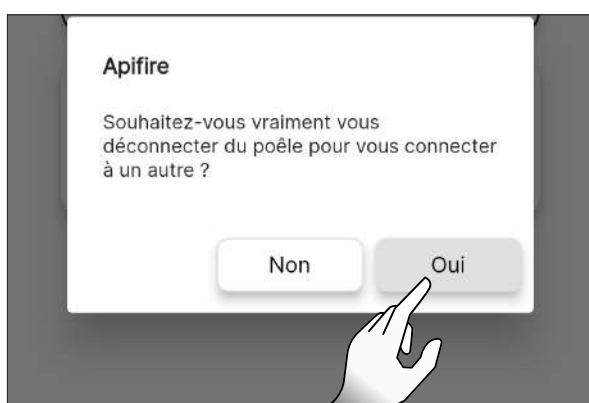 Apifire
Souhaitez-vous vraiment vous
déconnecter du poêle pour vous connecter
à un autre ?
Non
Oui